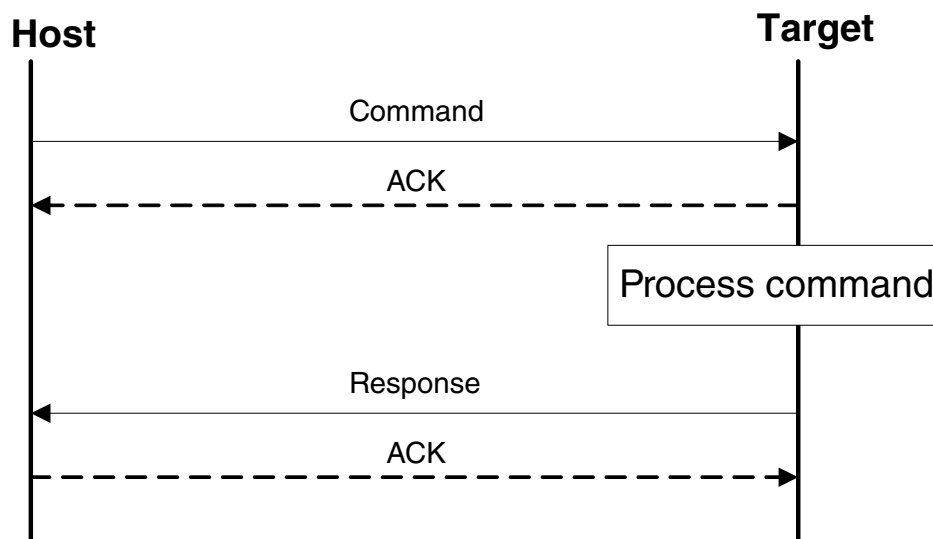 Host
Target
Command
ACK
Process command
Response
ACK